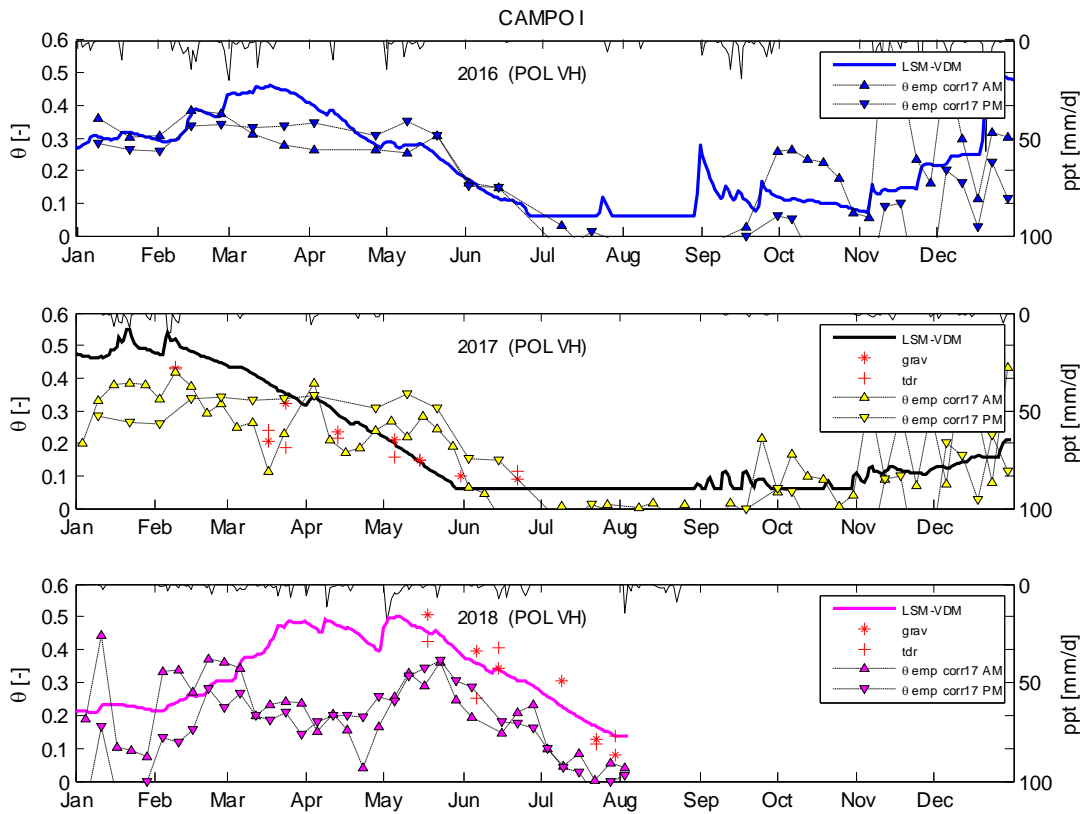 CAMPO I
0.6
0.5
0.4
0.3
0.2
0.1
0
θ [-]
2016 (POL VH)
LSM-VDM
θ emp corr17 AM
θ emp corr17 PM
0
50
100
ppt [mm/d]
Jan Feb Mar Apr May Jun Jul Aug Sep Oct Nov Dec
0.6
0.5
0.4
0.3
0.2
0.1
0
θ [-]
2017 (POL VH)
LSM-VDM
grav
tdr
θ emp corr17 AM
θ emp corr17 PM
0
50
100
ppt [mm/d]
Jan Feb Mar Apr May Jun Jul Aug Sep Oct Nov Dec
0.6
0.5
0.4
0.3
0.2
0.1
0
θ [-]
2018 (POL VH)
LSM-VDM
grav
tdr
θ emp corr17 AM
θ emp corr17 PM
0
50
100
ppt [mm/d]
Jan Feb Mar Apr May Jun Jul Aug Sep Oct Nov Dec